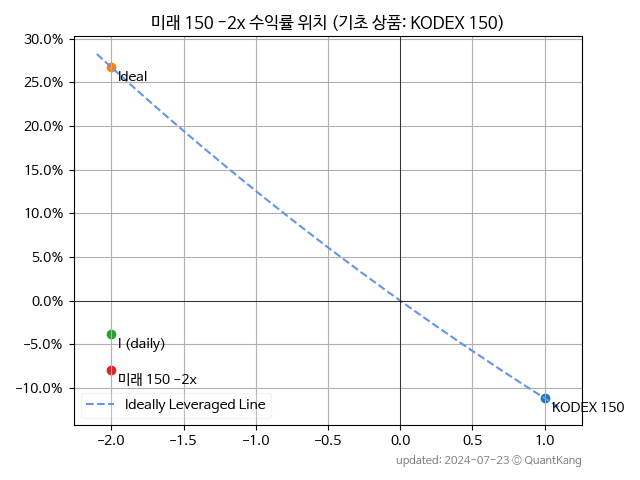 미래 150 −2x 수익률 위치 (기초 상품: KODEX 150)
30.0%
25.0%
20.0%
15.0%
10.0%
5.0%
0.0%
−5.0%
−10.0%
Ideal
I (daily)
미래 150 −2x
KODEX 150
Ideally Leveraged Line
−2.0 −1.5 −1.0 −0.5 0.0 0.5 1.0
updated: 2024-07-23 © QuantKang